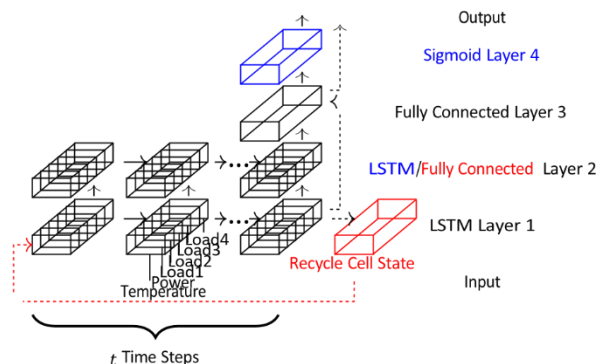 Output
Sigmoid Layer 4
Fully Connected Layer 3
LSTM/Fully Connected Layer 2
LSTM Layer 1
Load4
Load3
Load2
Load1
Power
Temperature
Recycle Cell State
Input
t Time Steps